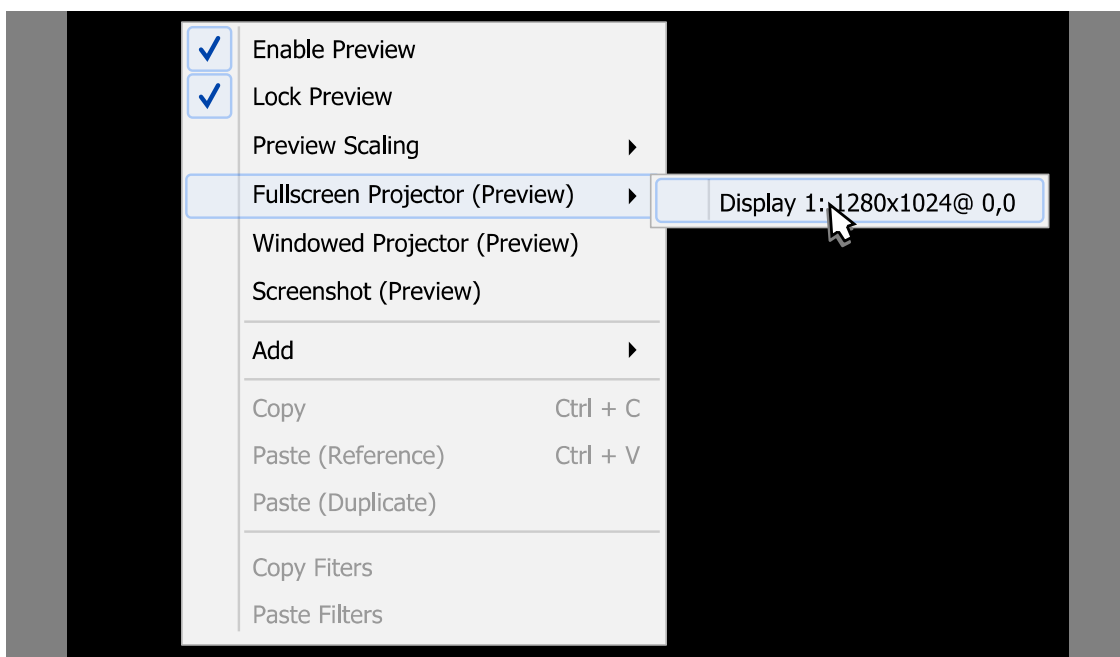 Enable Preview
Lock Preview
Preview Scaling
Fullscreen Projector (Preview)
Display 1: 1280x1024@ 0,0
Windowed Projector (Preview)
Screenshot (Preview)
Add
Copy Ctrl + C
Paste (Reference) Ctrl + V
Paste (Duplicate)
Copy Fiters
Paste Filters